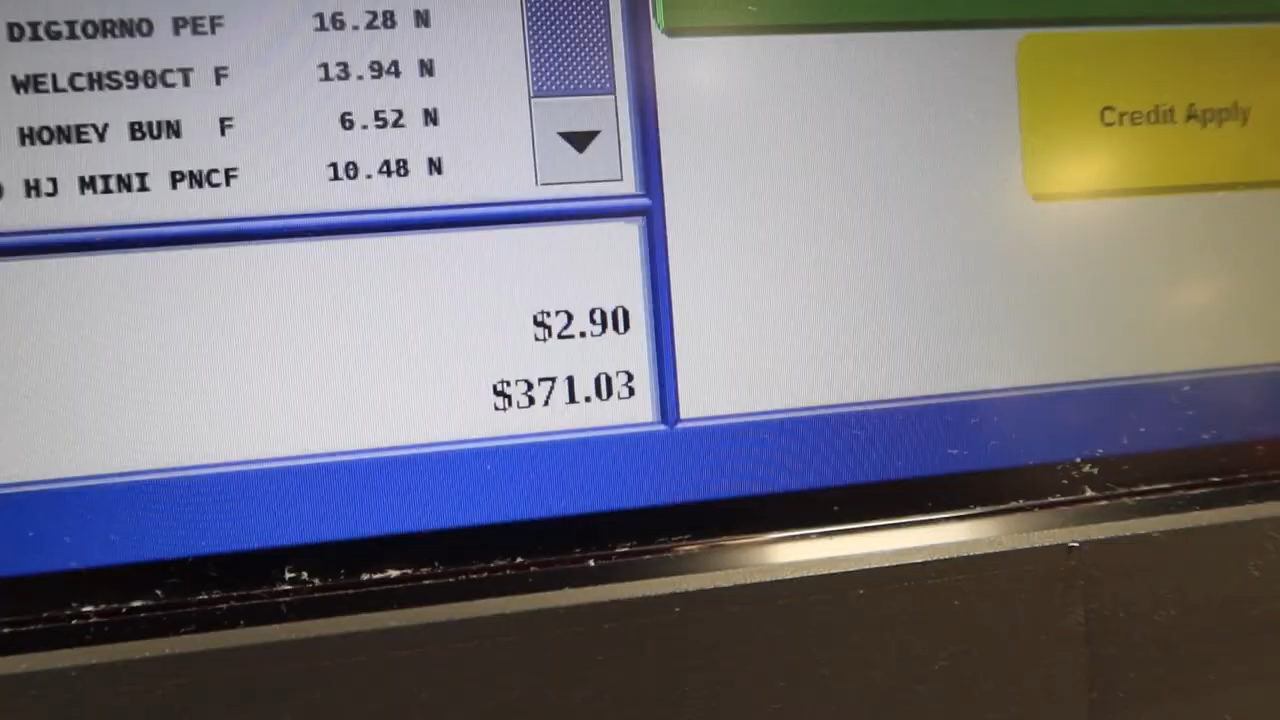 DIGIORNO PEF 16.28 N
WELCHS90CT F 13.94 N
HONEY BUN F 6.52 N
HJ MINI PNCF 10.48 N
Credit Apply
$2.90
$371.03